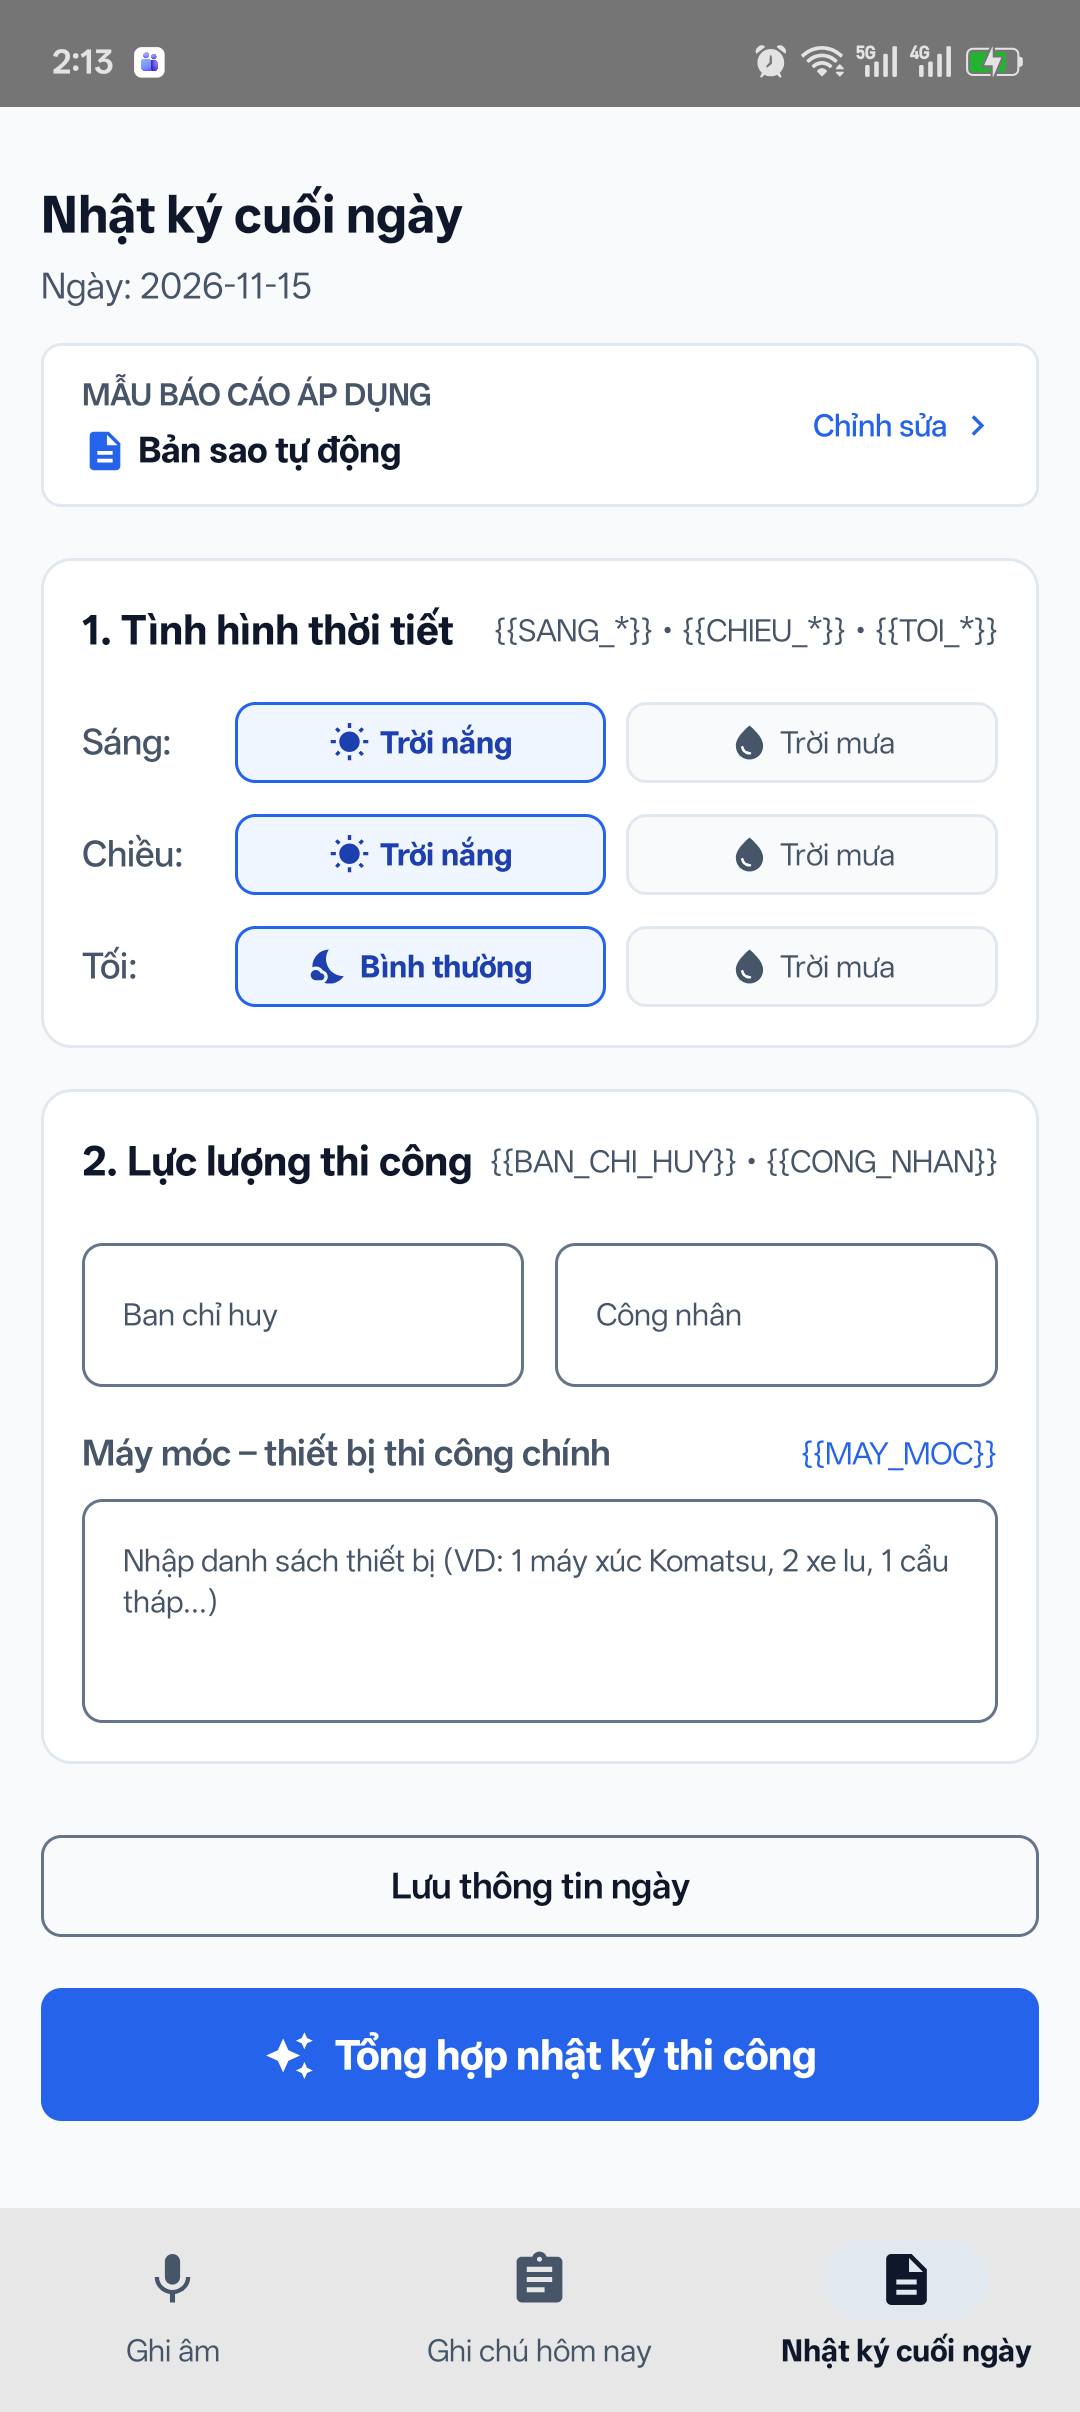 2:13
5G 4G
Nhật ký cuối ngày
Ngày: 2026-11-15
MẪU BÁO CÁO ÁP DỤNG
Bản sao tự động
Chỉnh sửa
1. Tình hình thời tiết {{SANG_*}} • {{CHIEU_*}} • {{TOI_*}}
Sáng: Trời nắng Trời mưa
Chiều: Trời nắng Trời mưa
Tối: Bình thường Trời mưa
2. Lực lượng thi công {{BAN_CHI_HUY}} • {{CONG_NHAN}}
Ban chỉ huy Công nhân
Máy móc – thiết bị thi công chính {{MAY_MOC}}
Nhập danh sách thiết bị (VD: 1 máy xúc Komatsu, 2 xe lu, 1 cẩu
tháp...)
Lưu thông tin ngày
Tổng hợp nhật ký thi công
Ghi âm Ghi chú hôm nay Nhật ký cuối ngày